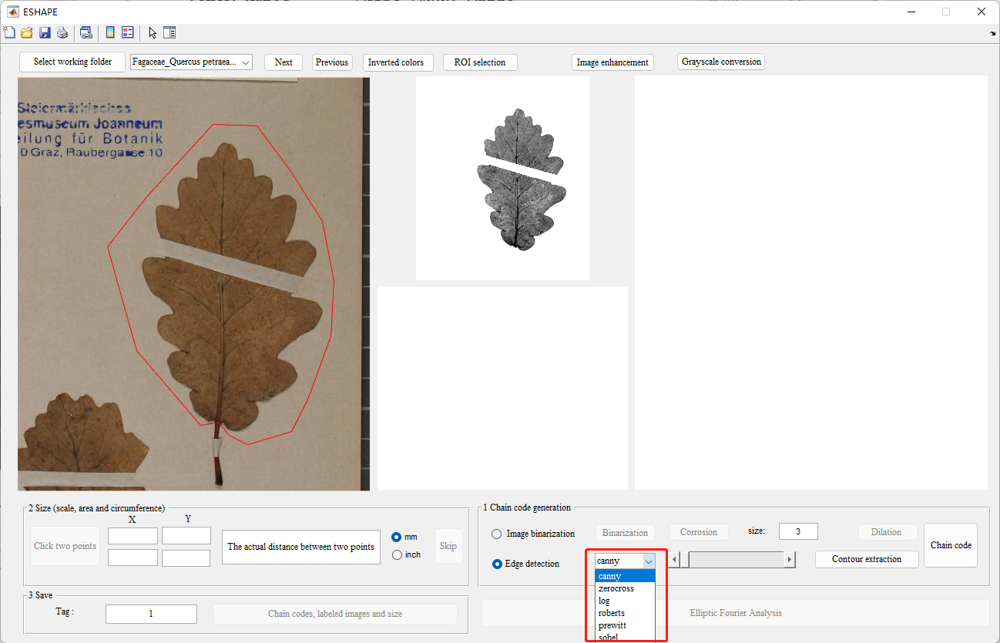 ESHAPE
Select working folder
Fagaceae_Quercus petraea...
Next
Previous
Inverted colors
ROI selection
Image enhancement
Grayscale conversion
Steiermärkisches
esmuseum Joanneum
eilung für Botanik
0 Graz, Raubergasse 10
2 Size (scale, area and circumference)
X
Y
Click two points
The actual distance between two points
mm
inch
Skip
1 Chain code generation
Image binarization
Binarization
Corrosion
size:
3
Dilation
Chain code
Edge detection
canny
Contour extraction
canny
zerocross
log
roberts
prewitt
sobel
3 Save
Tag :
1
Chain codes, labeled images and size
Elliptic Fourier Analysis